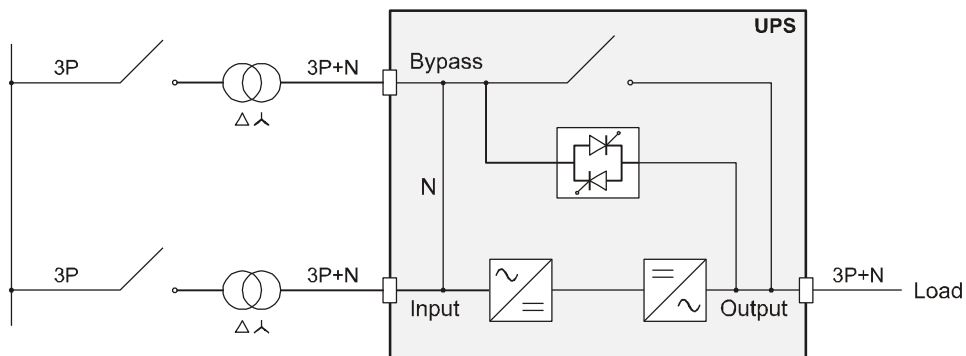 UPS
3P
3P+N
Bypass
N
3P
3P+N
Input
Output
3P+N
Load